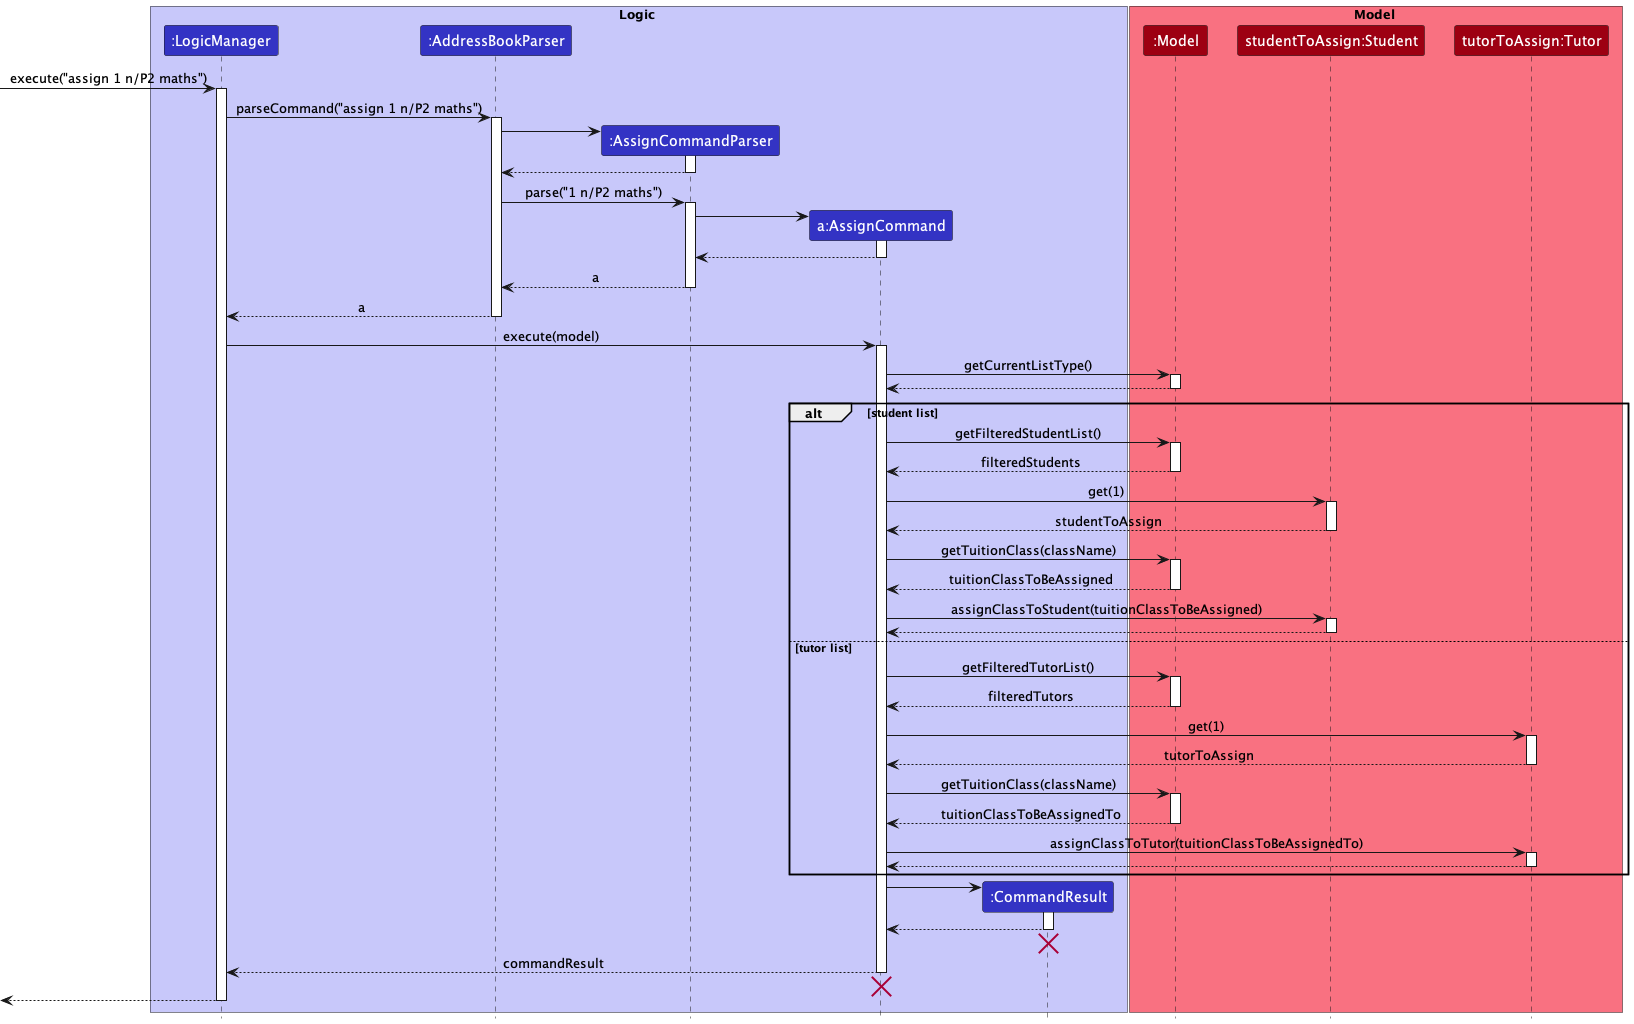 Logic
Model
:LogicManager
:AddressBookParser
:Model
studentToAssign:Student
tutorToAssign:Tutor
execute("assign 1 n/P2 maths")
parseCommand("assign 1 n/P2 maths")
:AssignCommandParser
parse("1 n/P2 maths")
a:AssignCommand
a
a
execute(model)
getCurrentListType()
alt
[student list]
getFilteredStudentList()
filteredStudents
get(1)
studentToAssign
getTuitionClass(className)
tuitionClassToBeAssigned
assignClassToStudent(tuitionClassToBeAssigned)
[tutor list]
getFilteredTutorList()
filteredTutors
get(1)
tutorToAssign
getTuitionClass(className)
tuitionClassToBeAssignedTo
assignClassToTutor(tuitionClassToBeAssignedTo)
:CommandResult
commandResult